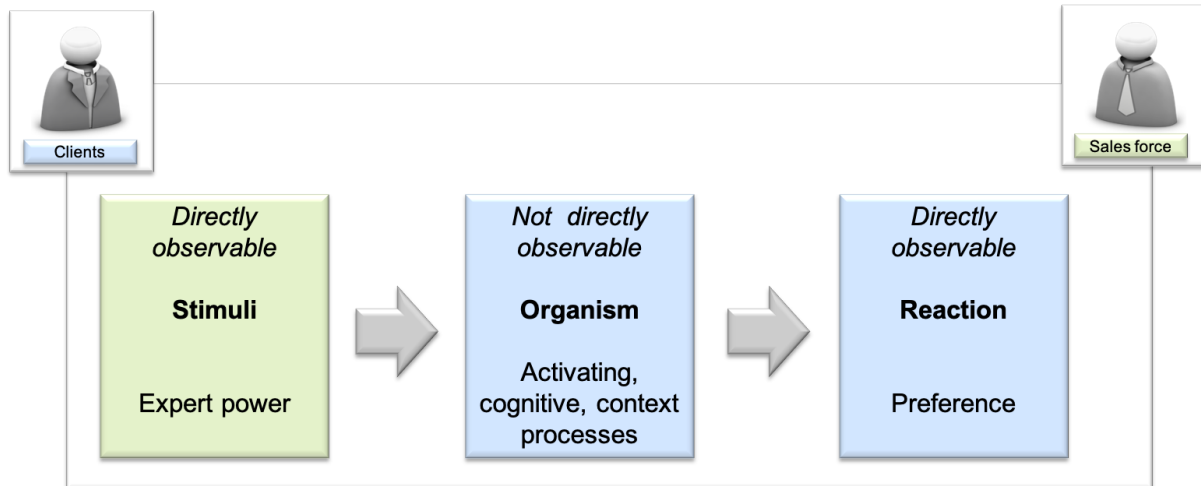 Clients
Sales force
Directly
observable
Stimuli
Expert power
Not directly
observable
Organism
Activating,
cognitive, context
processes
Directly
observable
Reaction
Preference